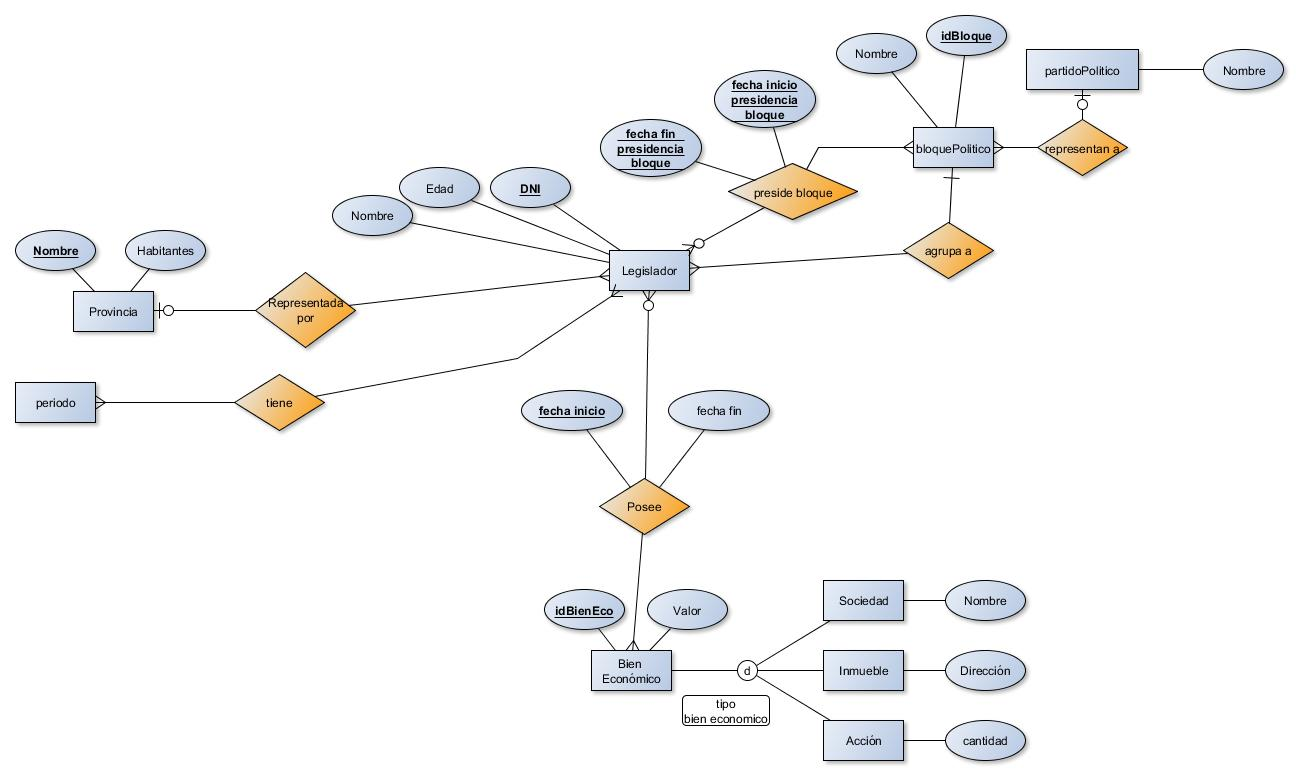 idBloque
Nombre
partidoPolitico
Nombre
fecha inicio
presidencia
bloque
fecha fin
presidencia
bloque
bloquePolitico
representan a
preside bloque
DNI
Edad
Nombre
Nombre
Habitantes
agrupa a
Legislador
Representada
por
Provincia
periodo
tiene
fecha inicio
fecha fin
Posee
idBienEco
Valor
Sociedad
Nombre
Bien
Económico
d
Inmueble
Dirección
tipo
bien economico
Acción
cantidad